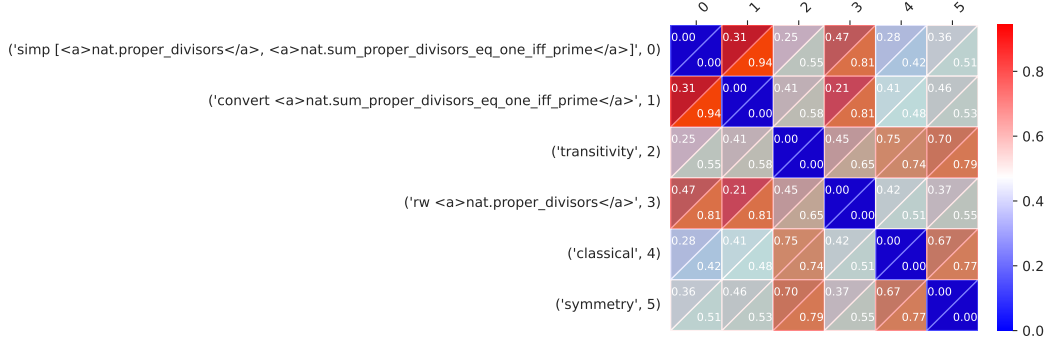 0 1 2 3 4 5
('simp [<a>nat.proper_divisors</a>, <a>nat.sum_proper_divisors_eq_one_iff_prime</a>]', 0)
0.00 0.31 0.25 0.47 0.28 0.36
0.00 0.94 0.55 0.81 0.42 0.51
('convert <a>nat.sum_proper_divisors_eq_one_iff_prime</a>', 1)
0.31 0.00 0.41 0.21 0.41 0.46
0.94 0.00 0.58 0.81 0.48 0.53
('transitivity', 2)
0.25 0.41 0.00 0.45 0.75 0.70
0.55 0.58 0.00 0.65 0.74 0.79
('rw <a>nat.proper_divisors</a>', 3)
0.47 0.21 0.45 0.00 0.42 0.37
0.81 0.81 0.65 0.00 0.51 0.55
('classical', 4)
0.28 0.41 0.75 0.42 0.00 0.67
0.42 0.48 0.74 0.51 0.00 0.77
('symmetry', 5)
0.36 0.46 0.70 0.37 0.67 0.00
0.51 0.53 0.79 0.55 0.77 0.00
0.8
0.6
0.4
0.2
0.0